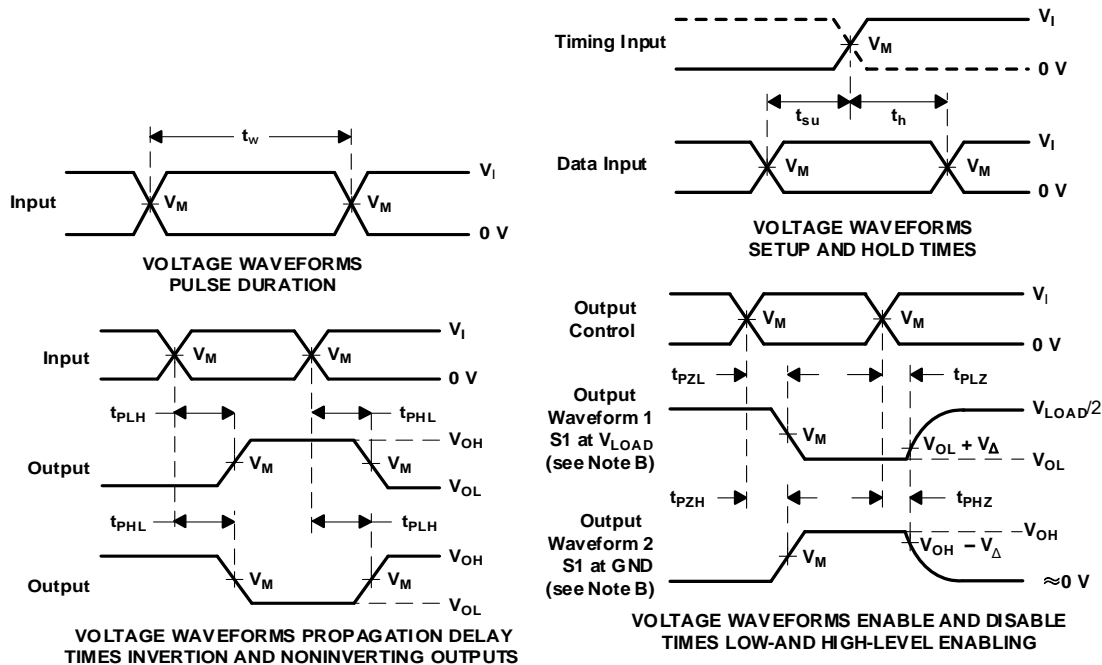 t_w
V_I
Input
V_M
V_M
0 V
VOLTAGE WAVEFORMS
PULSE DURATION
Timing Input
V_I
V_M
0 V
t_su
t_h
Data Input
V_I
V_M
V_M
0 V
VOLTAGE WAVEFORMS
SETUP AND HOLD TIMES
Input
V_I
V_M
V_M
0 V
t_PLH
t_PHL
Output
V_OH
V_M
V_M
V_OL
t_PHL
t_PLH
Output
V_OH
V_M
V_M
V_OL
VOLTAGE WAVEFORMS PROPAGATION DELAY
TIMES INVERTION AND NONINVERTING OUTPUTS
Output
Control
V_I
V_M
V_M
0 V
t_PZL
t_PLZ
Output
Waveform 1
S1 at V_LOAD
(see Note B)
V_LOAD/2
V_M
V_OL + V_Δ
V_OL
t_PZH
t_PHZ
Output
Waveform 2
S1 at GND
(see Note B)
V_OH
V_M
V_OH − V_Δ
≈0 V
VOLTAGE WAVEFORMS ENABLE AND DISABLE
TIMES LOW-AND HIGH-LEVEL ENABLING